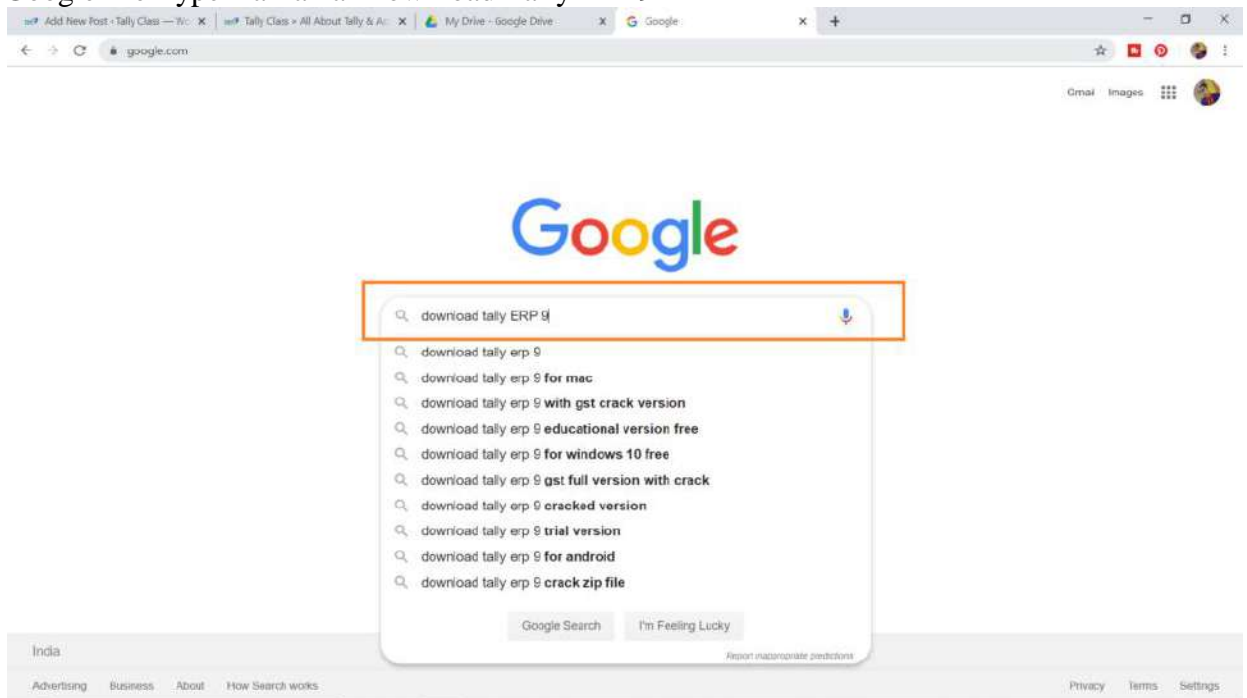 Add New Post ‹ Tally Class — Wo
Tally Class » All About Tally & Ac
My Drive - Google Drive
Google
google.com
Gmail Images
Google
download tally ERP 9
download tally erp 9
download tally erp 9 for mac
download tally erp 9 with gst crack version
download tally erp 9 educational version free
download tally erp 9 for windows 10 free
download tally erp 9 gst full version with crack
download tally erp 9 cracked version
download tally erp 9 trial version
download tally erp 9 for android
download tally erp 9 crack zip file
Google Search I'm Feeling Lucky
Report inappropriate predictions
India
Advertising Business About How Search works Privacy Terms Settings